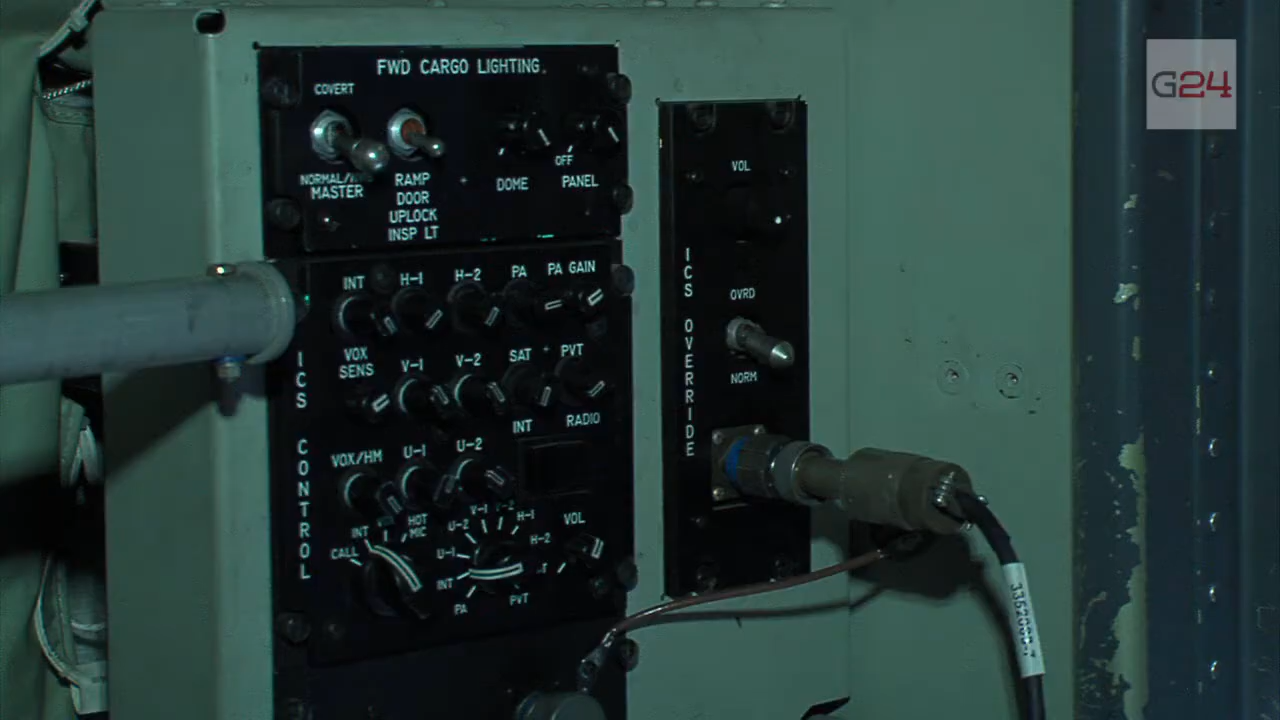 G24
FWD CARGO LIGHTING
COVERT
NORMAL/
MASTER
RAMP
DOOR
UPLOCK
INSP LT
DOME
OFF
PANEL
INT H-1 H-2 PA PA GAIN
VOX
SENS
V-1 V-2 SAT PVT
INT RADIO
VOX/HM U-1 U-2
ICS CONTROL
CALL INT HOT
MIC
PA INT U-1 U-2 V-1 V-2 H-1 H-2
PVT
VOL
VOL
OVRD
NORM
ICS OVERRIDE